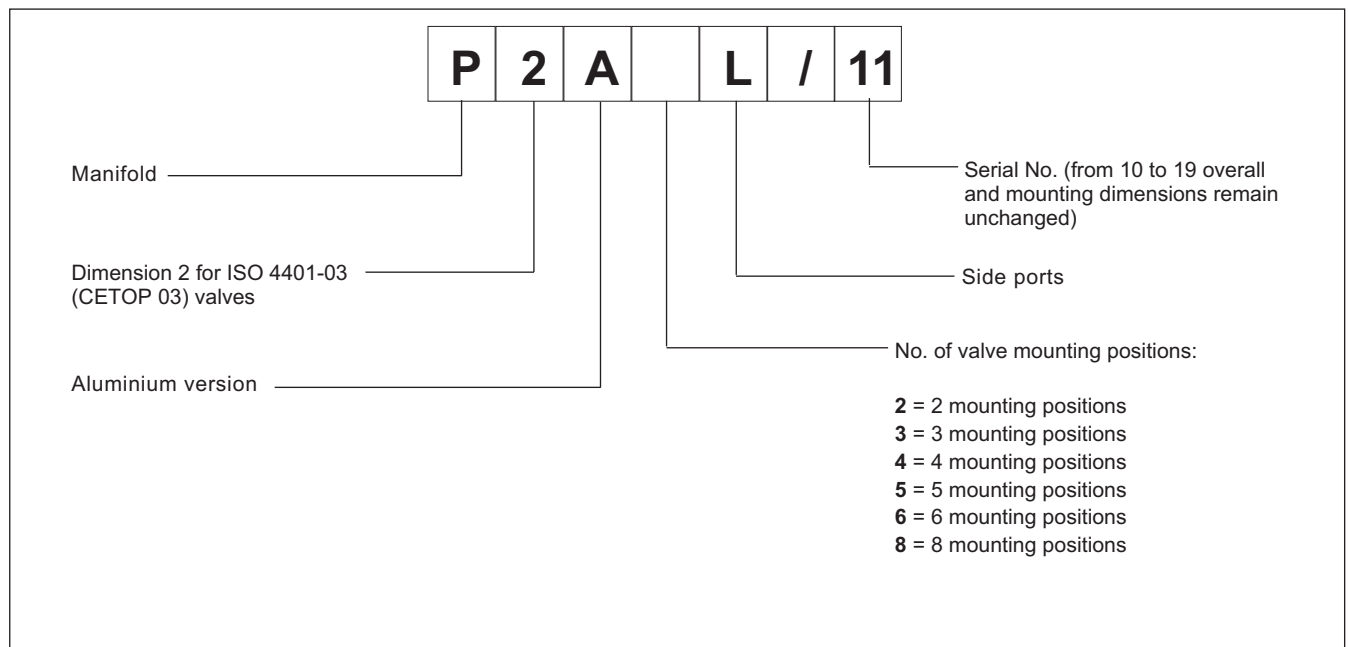 P 2 A L / 11
Manifold
Serial No. (from 10 to 19 overall
and mounting dimensions remain
unchanged)
Dimension 2 for ISO 4401-03
(CETOP 03) valves
Side ports
No. of valve mounting positions:
Aluminium version
2 = 2 mounting positions
3 = 3 mounting positions
4 = 4 mounting positions
5 = 5 mounting positions
6 = 6 mounting positions
8 = 8 mounting positions